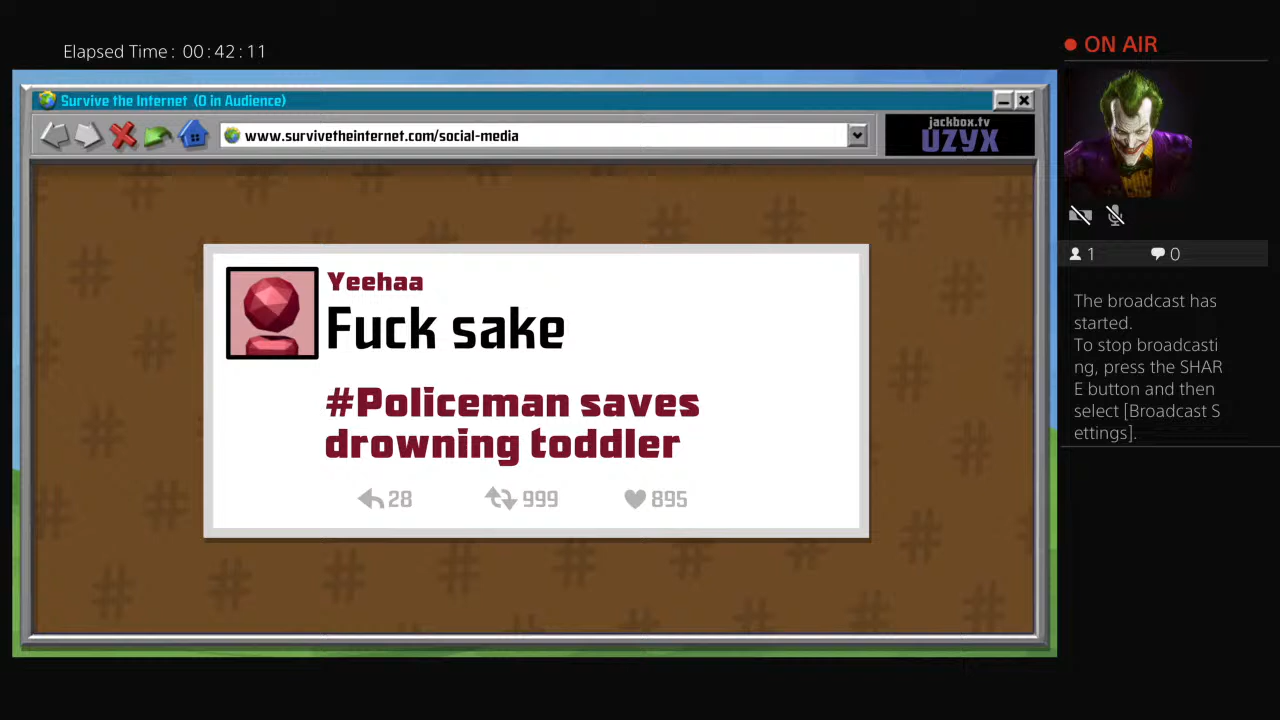 Elapsed Time: 00:42:11
ON AIR
Survive the Internet (0 in Audience)
www.survivetheinternet.com/social-media
jackbox.tv
UZYX
Yeehaa
Fuck sake
#Policeman saves
drowning toddler
28 999 895
1 0
The broadcast has
started.
To stop broadcasti
ng, press the SHAR
E button and then
select [Broadcast S
ettings].